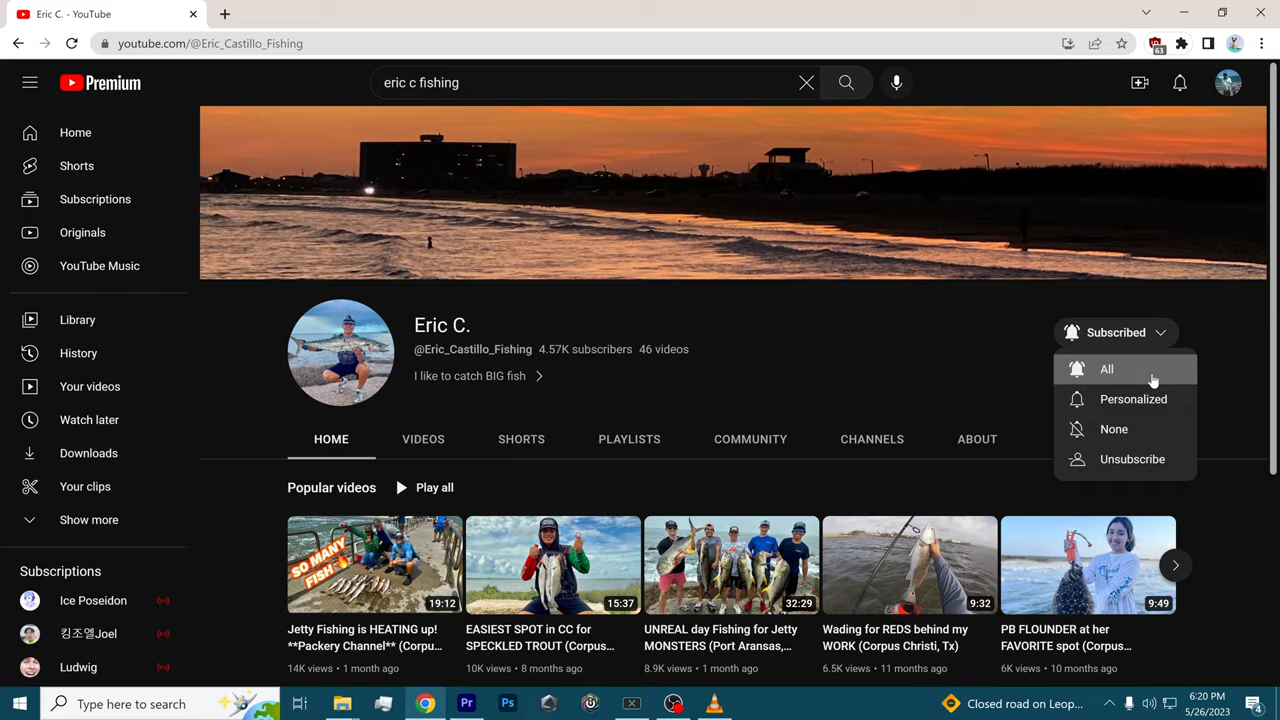 Eric C. - YouTube
youtube.com/@Eric_Castillo_Fishing
63
Premium
eric c fishing
Home
Shorts
Subscriptions
Originals
YouTube Music
Library
History
Your videos
Watch later
Downloads
Your clips
Show more
Subscriptions
Ice Poseidon
킹조엘Joel
Ludwig
Eric C.
@Eric_Castillo_Fishing 4.57K subscribers 46 videos
I like to catch BIG fish
Subscribed
All
Personalized
None
Unsubscribe
HOME VIDEOS SHORTS PLAYLISTS COMMUNITY CHANNELS ABOUT
Popular videos Play all
SO MANY
FISH
19:12
15:37
32:29
9:32
9:49
Jetty Fishing is HEATING up!
**Packery Channel** (Corpu...
14K views • 1 month ago
EASIEST SPOT in CC for
SPECKLED TROUT (Corpus...
10K views • 8 months ago
UNREAL day Fishing for Jetty
MONSTERS (Port Aransas,...
8.9K views • 1 month ago
Wading for REDS behind my
WORK (Corpus Christi, Tx)
6.5K views • 11 months ago
PB FLOUNDER at her
FAVORITE spot (Corpus...
6K views • 10 months ago
Type here to search
Pr
Ps
Closed road on Leop...
6:20 PM
5/26/2023
4